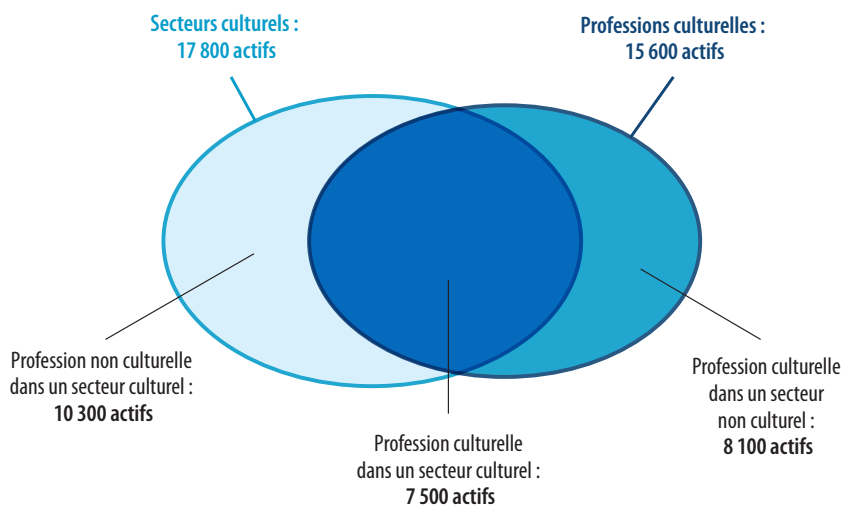 Secteurs culturels :
17 800 actifs
Professions culturelles :
15 600 actifs
Profession non culturelle
dans un secteur culturel :
10 300 actifs
Profession culturelle
dans un secteur culturel :
7 500 actifs
Profession culturelle
dans un secteur
non culturel :
8 100 actifs